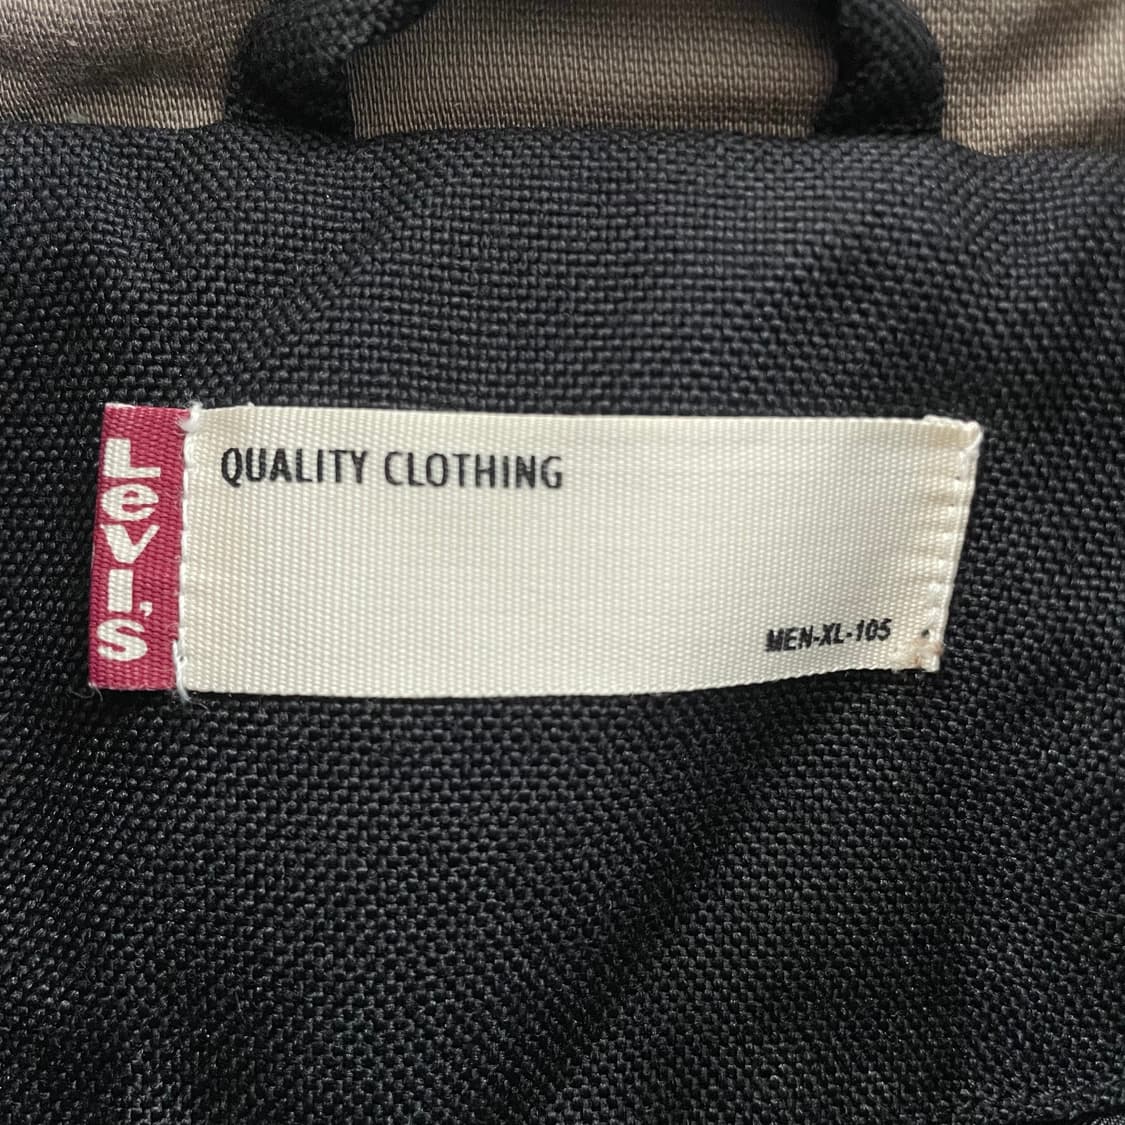 Levi's
QUALITY CLOTHING
MEN-XL-105